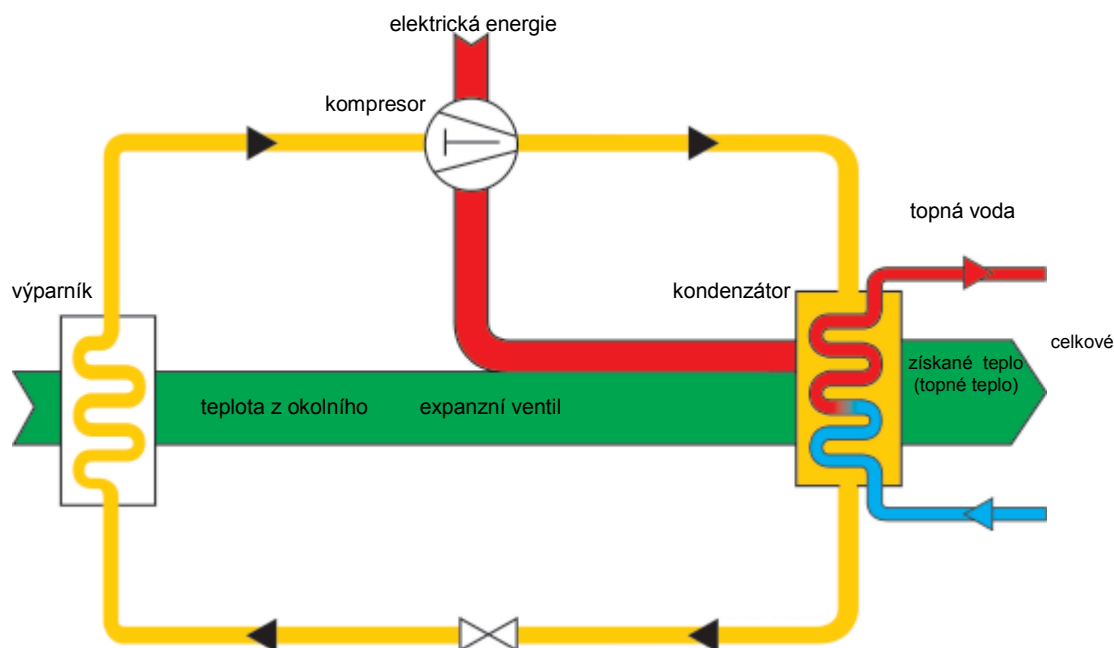 elektrická energie
kompresor
topná voda
výparník
kondenzátor
celkové
získané teplo
(topné teplo)
teplota z okolního expanzní ventil